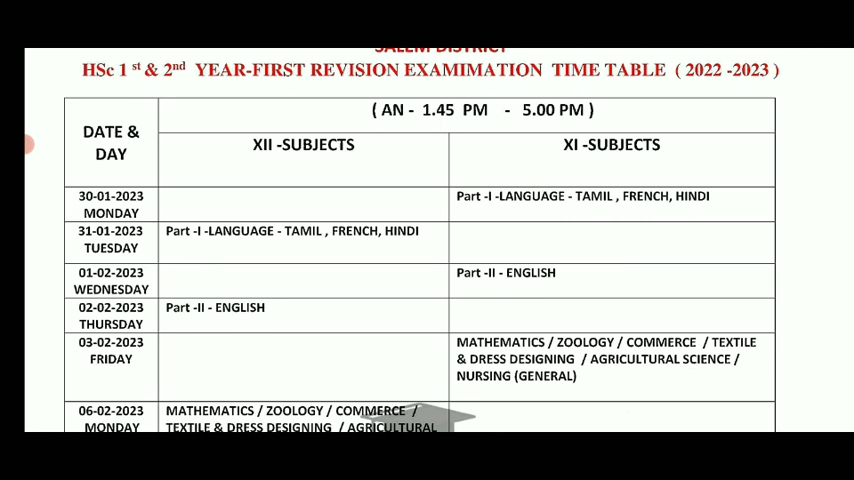 SALEM DISTRICT
HSc 1 st & 2nd YEAR-FIRST REVISION EXAMIMATION TIME TABLE ( 2022 -2023 )
DATE & DAY
( AN - 1.45 PM - 5.00 PM )
XII -SUBJECTS
XI -SUBJECTS
30-01-2023
MONDAY
Part -I -LANGUAGE - TAMIL , FRENCH, HINDI
31-01-2023
TUESDAY
Part -I -LANGUAGE - TAMIL , FRENCH, HINDI
01-02-2023
WEDNESDAY
Part -II - ENGLISH
02-02-2023
THURSDAY
Part -II - ENGLISH
03-02-2023
FRIDAY
MATHEMATICS / ZOOLOGY / COMMERCE / TEXTILE
& DRESS DESIGNING / AGRICULTURAL SCIENCE /
NURSING (GENERAL)
06-02-2023
MONDAY
MATHEMATICS / ZOOLOGY / COMMERCE /
TEXTILE & DRESS DESIGNING / AGRICULTURAL